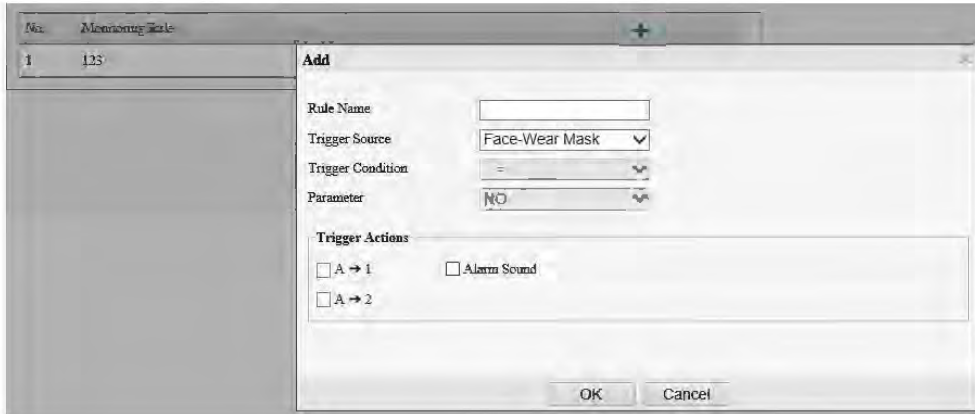 No. Monitoring Rule +
1 123
Add ×
Rule Name
Trigger Source Face-Wear Mask
Trigger Condition =
Parameter NO
Trigger Actions
A → 1 Alarm Sound
A → 2
OK Cancel